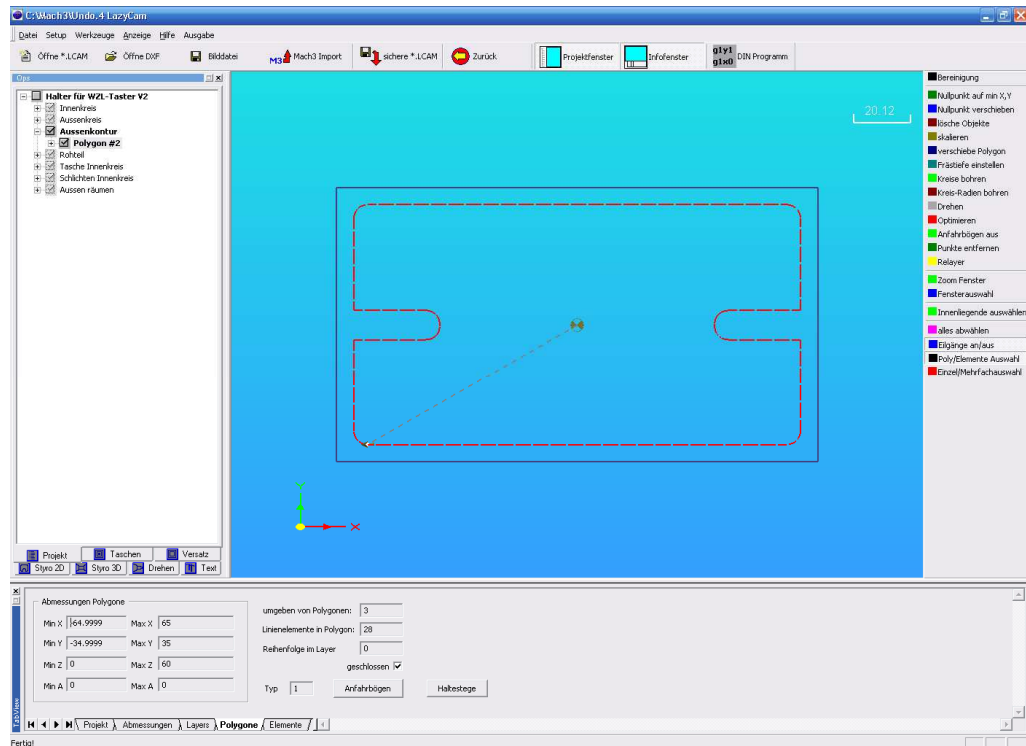 C:\Mach3\Undo.4 LazyCam
Datei Setup Werkzeuge Anzeige Hilfe Ausgabe
Öffne *.LCAM Öffne DXF Bilddatei M3 Mach3 Import sichere *.LCAM Zurück Projektfenster Infofenster g1y1 g1x0 DIN Programm
Ops
Halter für WZL-Taster V2
Innenkreis
Aussenkreis
Aussenkontur
Polygon #2
Rohteil
Tasche Innenkreis
Schlichten Innenkreis
Aussen räumen
Projekt Taschen Versatz
Styro 2D Styro 3D Drehen Text
20.12
Y
X
Bereinigung
Nullpunkt auf min X,Y
Nullpunkt verschieben
lösche Objekte
skalieren
verschiebe Polygon
Frästiefe einstellen
Kreise bohren
Kreis-Radien bohren
Drehen
Optimieren
Anfahrbögen aus
Punkte entfernen
Relayer
Zoom Fenster
Fensterauswahl
Innenliegende auswählen
alles abwählen
Eilgänge an/aus
Poly/Elemente Auswahl
Einzel/Mehrfachauswahl
TabView
Abmessungen Polygone
Min X -64.9999 Max X 65
Min Y -34.9999 Max Y 35
Min Z 0 Max Z 60
Min A 0 Max A 0
umgeben von Polygonen: 3
Linienelemente in Polygon: 28
Reihenfolge im Layer 0
geschlossen
Typ 1 Anfahrbögen Haltestege
Projekt Abmessungen Layers Polygone Elemente
Fertig!